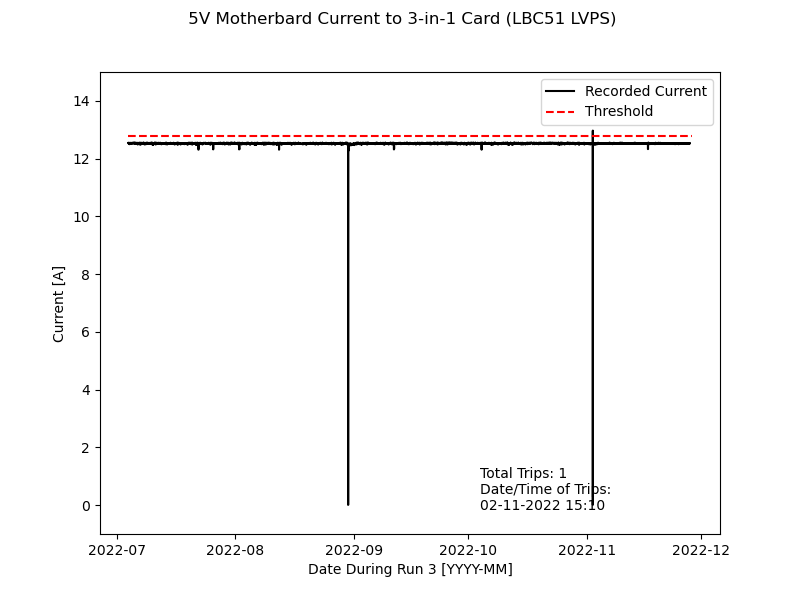 5V Motherbard Current to 3-in-1 Card (LBC51 LVPS)
Recorded Current
Threshold
14
12
10
8
6
4
2
0
Current [A]
Total Trips: 1
Date/Time of Trips:
02-11-2022 15:10
2022-07 2022-08 2022-09 2022-10 2022-11 2022-12
Date During Run 3 [YYYY-MM]